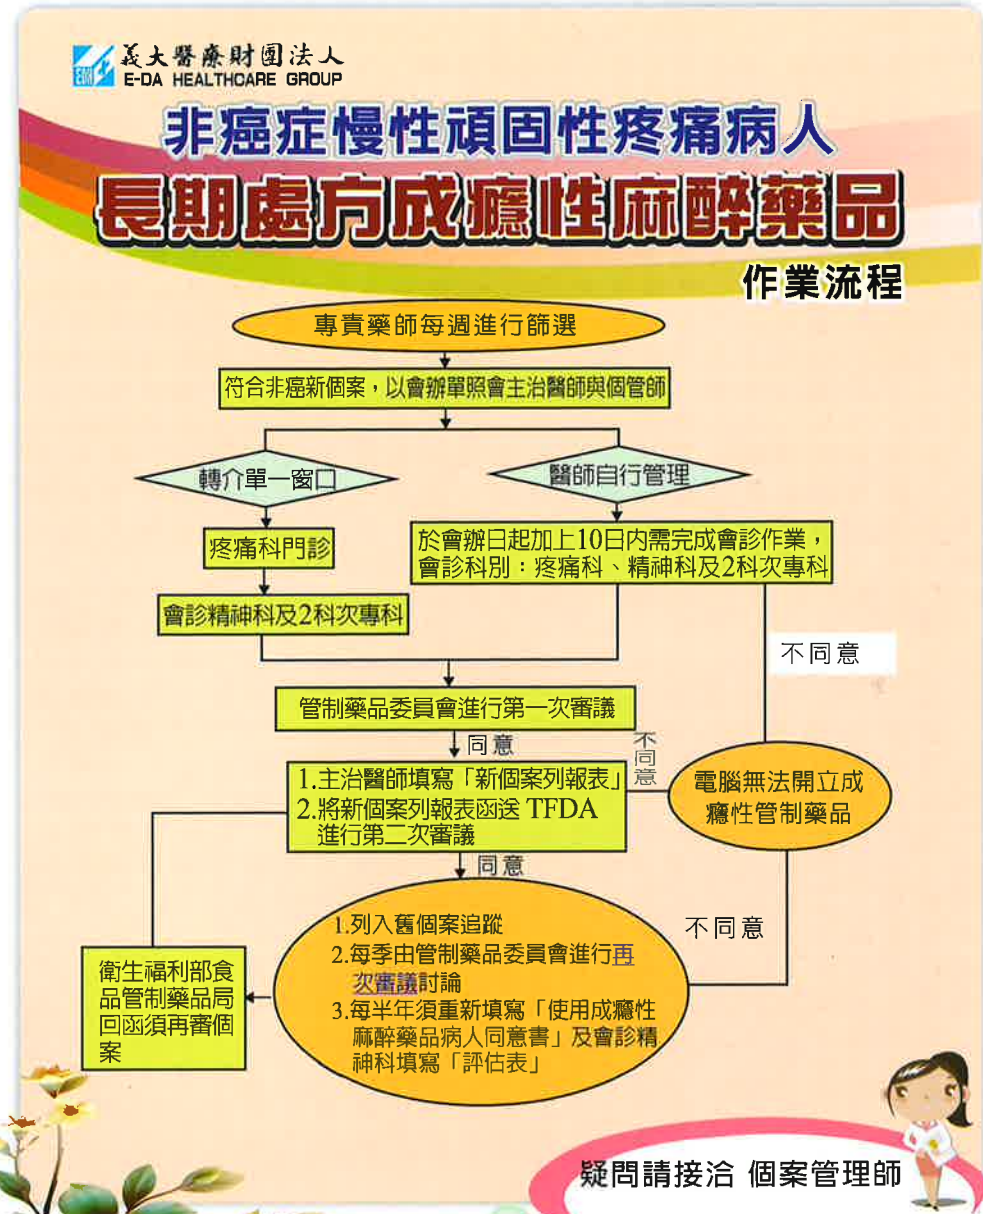 義大醫療財團法人
E-DA HEALTHCARE GROUP
非癌症慢性頑固性疼痛病人
長期處方成癮性麻醉藥品
作業流程
專責藥師每週進行篩選
符合非癌新個案，以會辦單照會主治醫師與個管師
轉介單一窗口
醫師自行管理
疼痛科門診
於會辦日起加上10日內需完成會診作業，
會診科別：疼痛科、精神科及2科次專科
會診精神科及2科次專科
不同意
管制藥品委員會進行第一次審議
同意
不同意
1.主治醫師填寫「新個案列報表」
2.將新個案列報表函送 TFDA
進行第二次審議
電腦無法開立成
癮性管制藥品
同意
不同意
1.列入舊個案追蹤
2.每季由管制藥品委員會進行再
次審議討論
3.每半年須重新填寫「使用成癮性
麻醉藥品病人同意書」及會診精
神科填寫「評估表」
衛生福利部食
品管制藥品局
回函須再審個
案
疑問請接洽 個案管理師